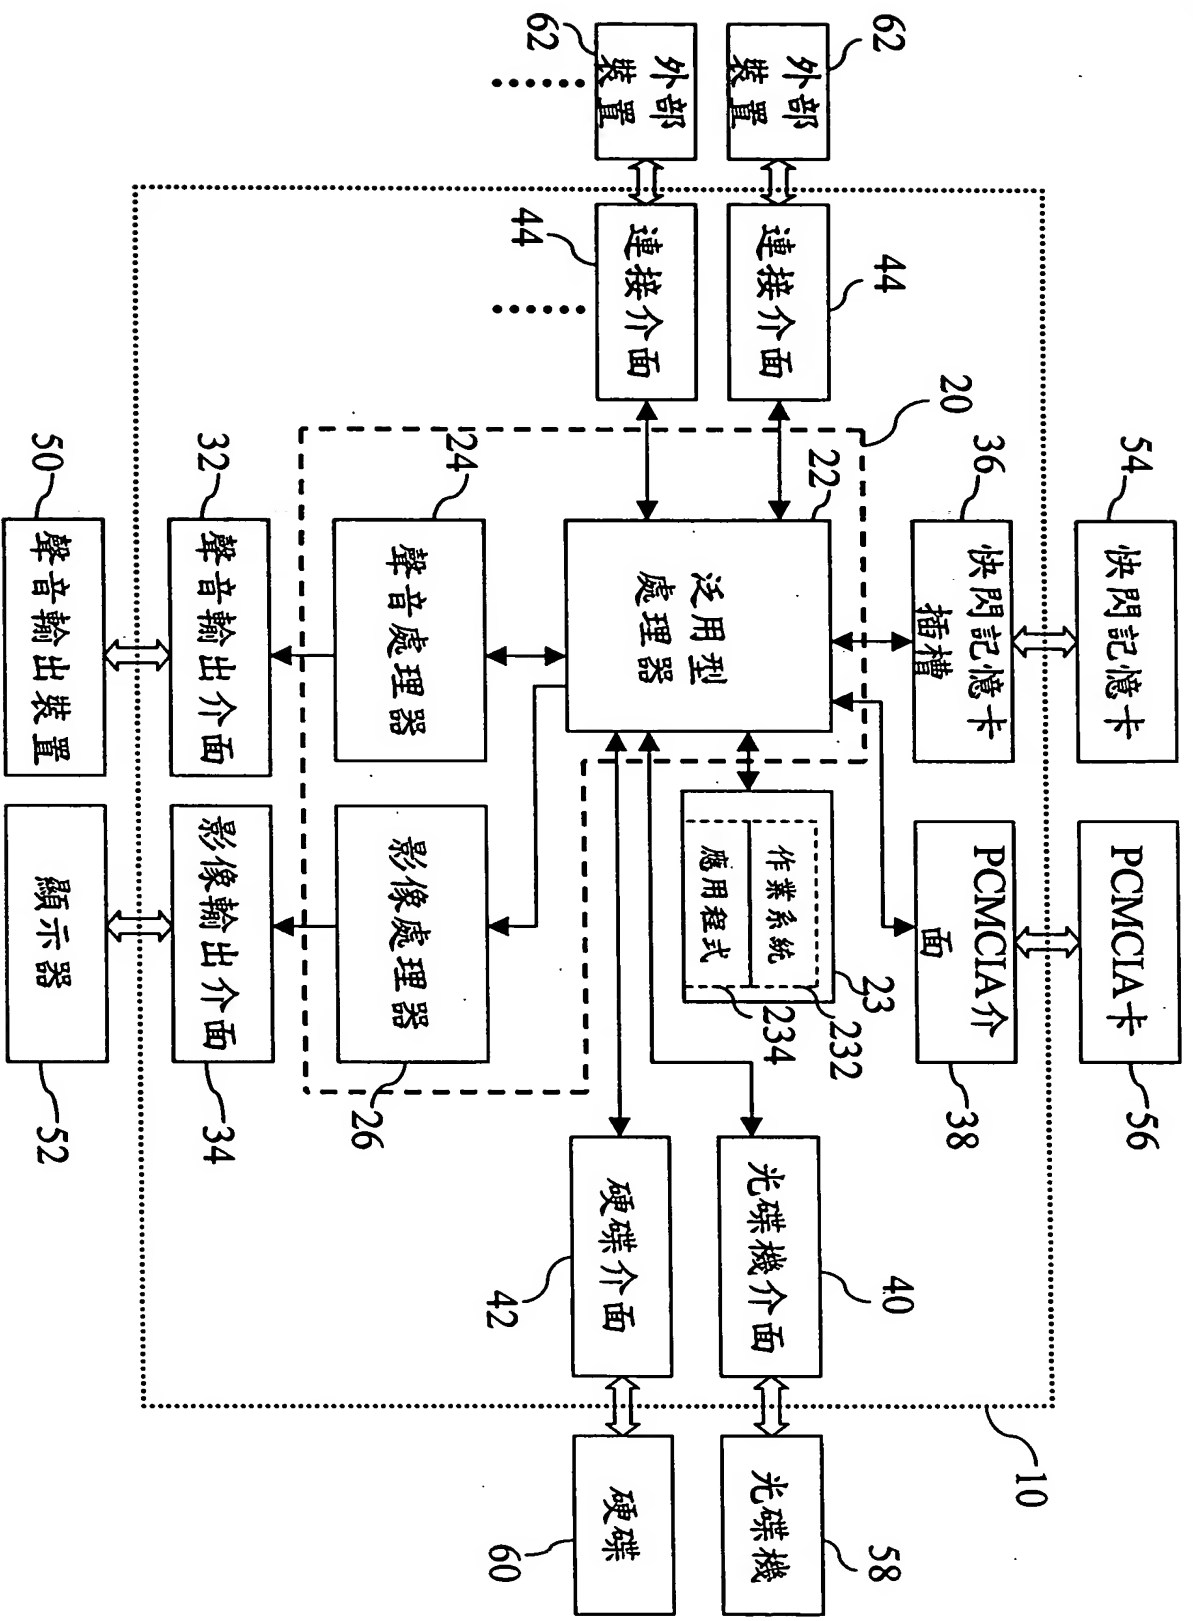 54
快閃記憶卡
PCMCIA卡
56
10
36
快閃記憶卡
插槽
PCMCIA介
面
38
20
62
外部
裝置
44
連接介面
22
泛用型
處理器
23
作業系統
232
應用程式
234
40
光碟機介面
光碟機
58
62
外部
裝置
44
連接介面
42
硬碟介面
硬碟
60
24
聲音處理器
影像處理器
26
32
聲音輸出介面
影像輸出介面
34
50
聲音輸出裝置
顯示器
52